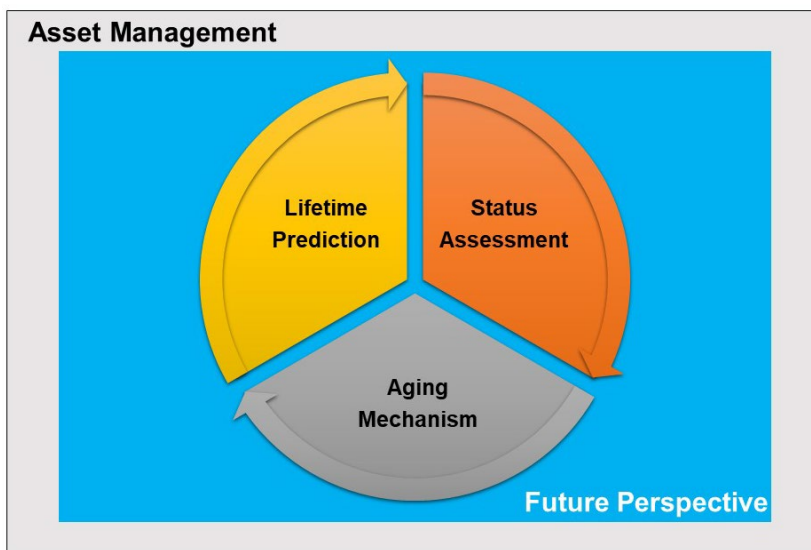 Asset Management
Lifetime
Prediction
Status
Assessment
Aging
Mechanism
Future Perspective